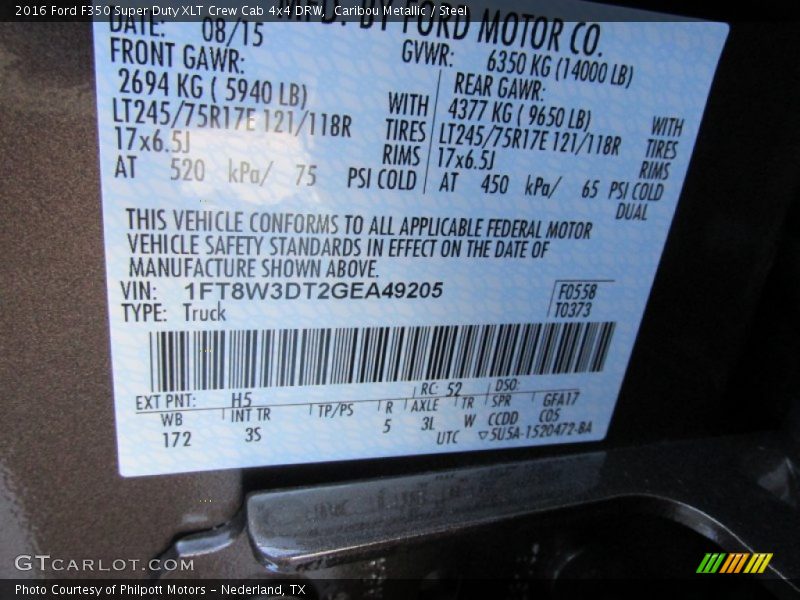 2016 Ford F350 Super Duty XLT Crew Cab 4x4 DRW, Caribou Metallic / Steel
MFD. BY FORD MOTOR CO.
DATE: 08/15
GVWR: 6350 KG (14000 LB)
FRONT GAWR:
2694 KG ( 5940 LB) WITH
LT245/75R17E 121/118R TIRES
17x6.5J RIMS
AT 520 kPa/ 75 PSI COLD
REAR GAWR:
4377 KG ( 9650 LB) WITH
LT245/75R17E 121/118R TIRES
17x6.5J RIMS
AT 450 kPa/ 65 PSI COLD
DUAL
THIS VEHICLE CONFORMS TO ALL APPLICABLE FEDERAL MOTOR
VEHICLE SAFETY STANDARDS IN EFFECT ON THE DATE OF
MANUFACTURE SHOWN ABOVE.
VIN: 1FT8W3DT2GEA49205
TYPE: Truck
F0558
T0373
EXT PNT: H5 RC: 52 DSO:
WB INT TR TP/PS R AXLE TR SPR GFA17
172 3S 5 3L W CCDD C05
UTC ▽5U5A-1520472-BA
GTCARLOT.COM
Photo Courtesy of Philpott Motors - Nederland, TX